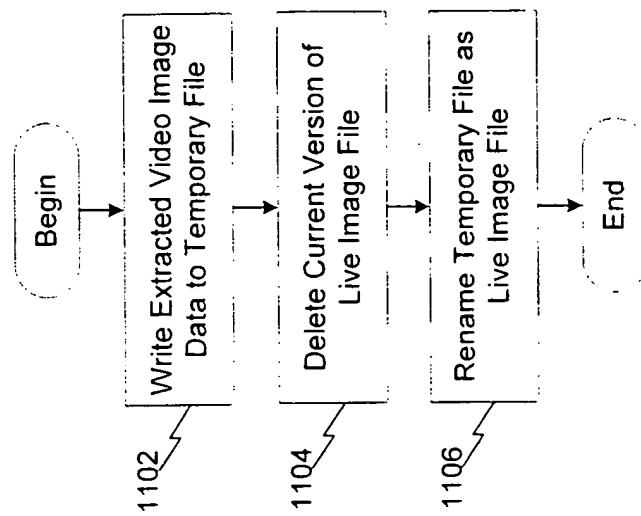 Begin
1102
Write Extracted Video Image
Data to Temporary File
1104
Delete Current Version of
Live Image File
1106
Rename Temporary File as
Live Image File
End